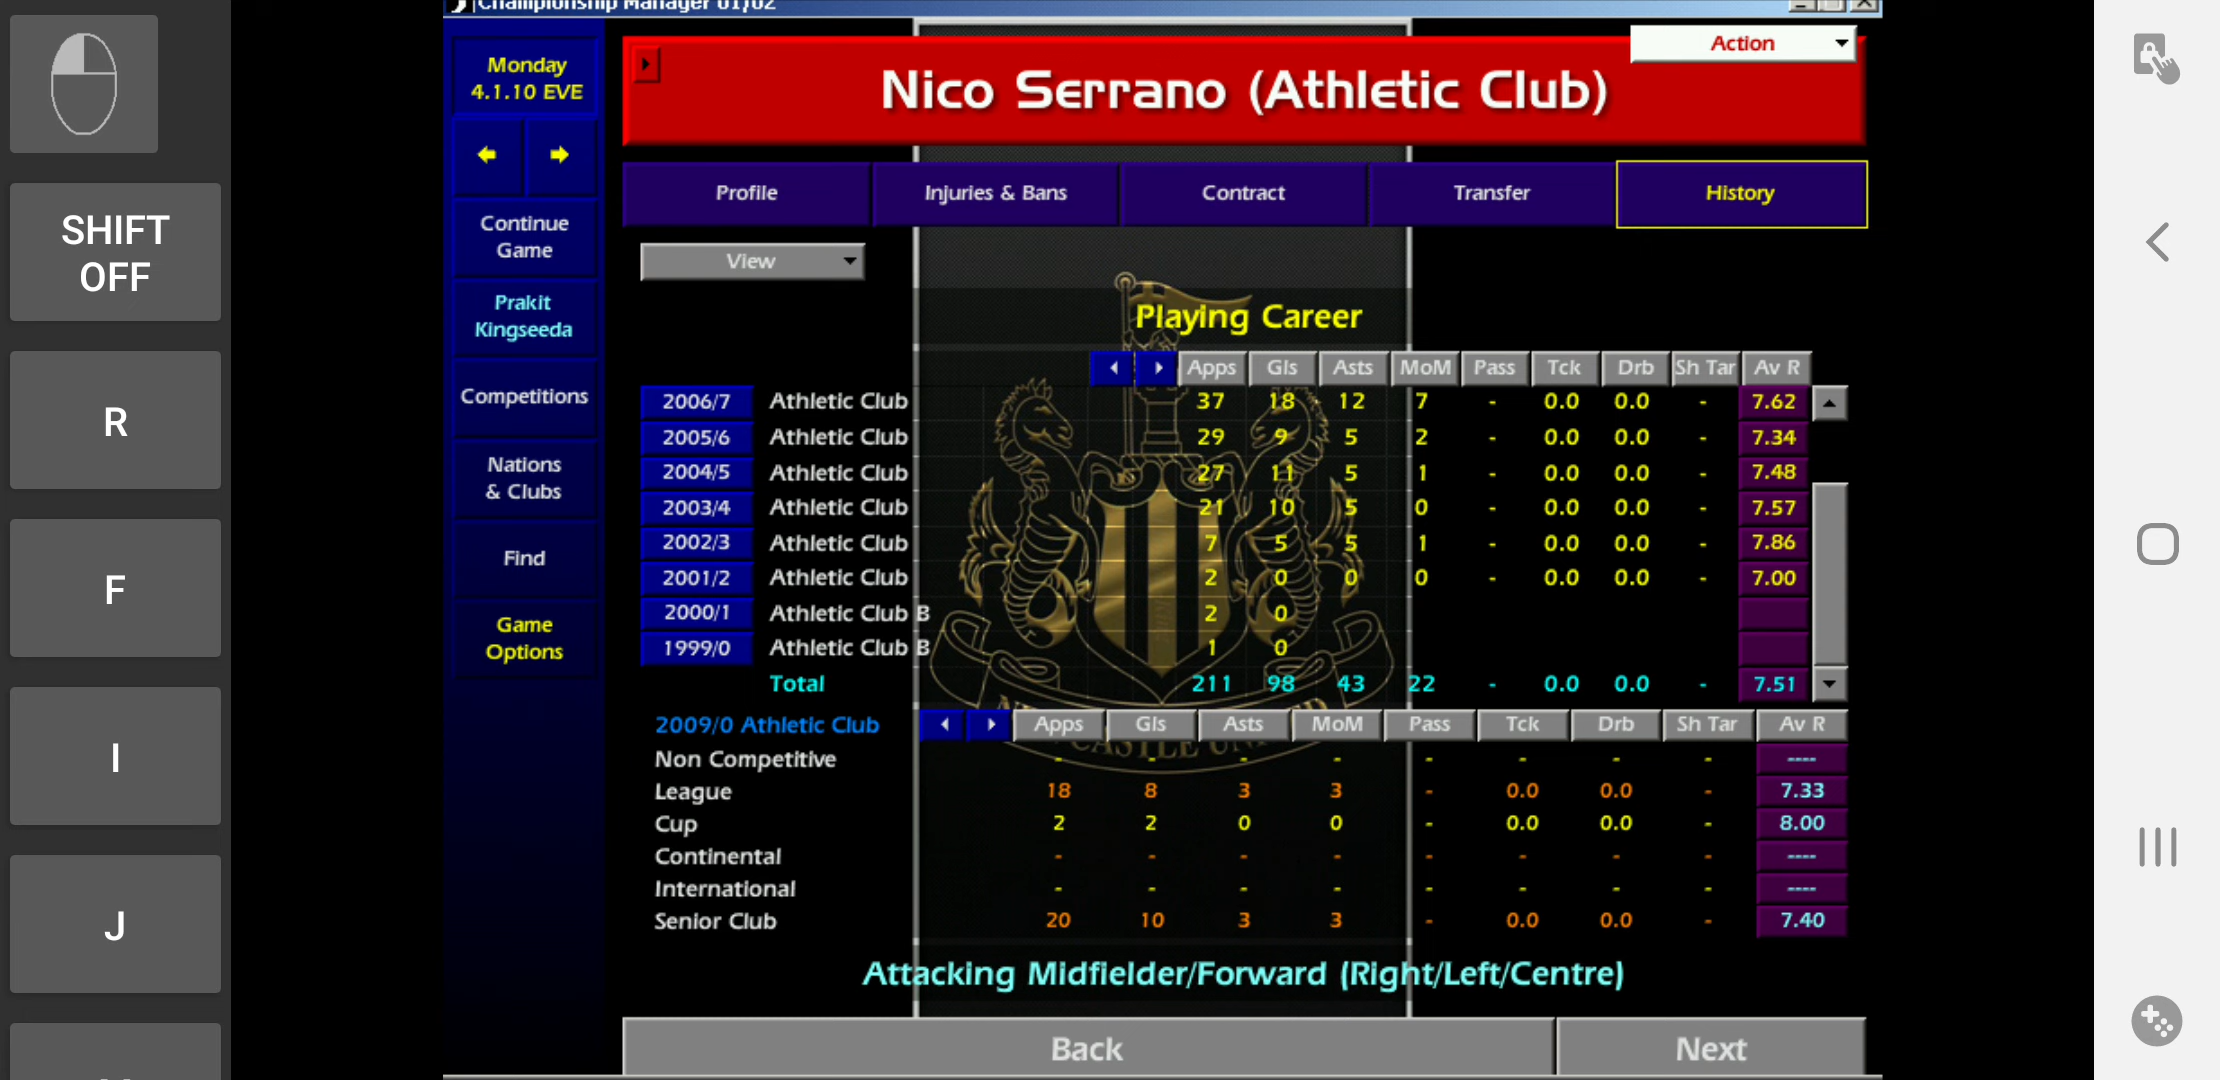 Championship Manager 01/02
Action
Monday
4.1.10 EVE
Nico Serrano (Athletic Club)
SHIFT
OFF
R
F
I
J
Continue
Game
Prakit
Kingseeda
Competitions
Nations
& Clubs
Find
Game
Options
Profile Injuries & Bans Contract Transfer History
View
Playing Career
Apps Gls Asts MoM Pass Tck Drb Sh Tar Av R
2006/7 Athletic Club 37 18 12 7 - 0.0 0.0 - 7.62
2005/6 Athletic Club 29 9 5 2 - 0.0 0.0 - 7.34
2004/5 Athletic Club 27 11 5 1 - 0.0 0.0 - 7.48
2003/4 Athletic Club 21 10 5 0 - 0.0 0.0 - 7.57
2002/3 Athletic Club 7 5 5 1 - 0.0 0.0 - 7.86
2001/2 Athletic Club 2 0 0 0 - 0.0 0.0 - 7.00
2000/1 Athletic Club B 2 0
1999/0 Athletic Club B 1 0
Total 211 98 43 22 - 0.0 0.0 - 7.51
2009/0 Athletic Club Apps Gls Asts MoM Pass Tck Drb Sh Tar Av R
Non Competitive - - - - - - - - ----
League 18 8 3 3 - 0.0 0.0 - 7.33
Cup 2 2 0 0 - 0.0 0.0 - 8.00
Continental - - - - - - - - ----
International - - - - - - - - ----
Senior Club 20 10 3 3 - 0.0 0.0 - 7.40
Attacking Midfielder/Forward (Right/Left/Centre)
Back Next